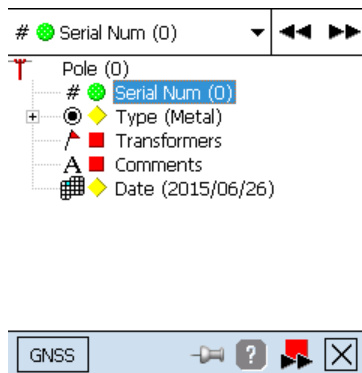 # Serial Num (0)
Pole (0)
# Serial Num (0)
Type (Metal)
Transformers
A Comments
Date (2015/06/26)
GNSS ?